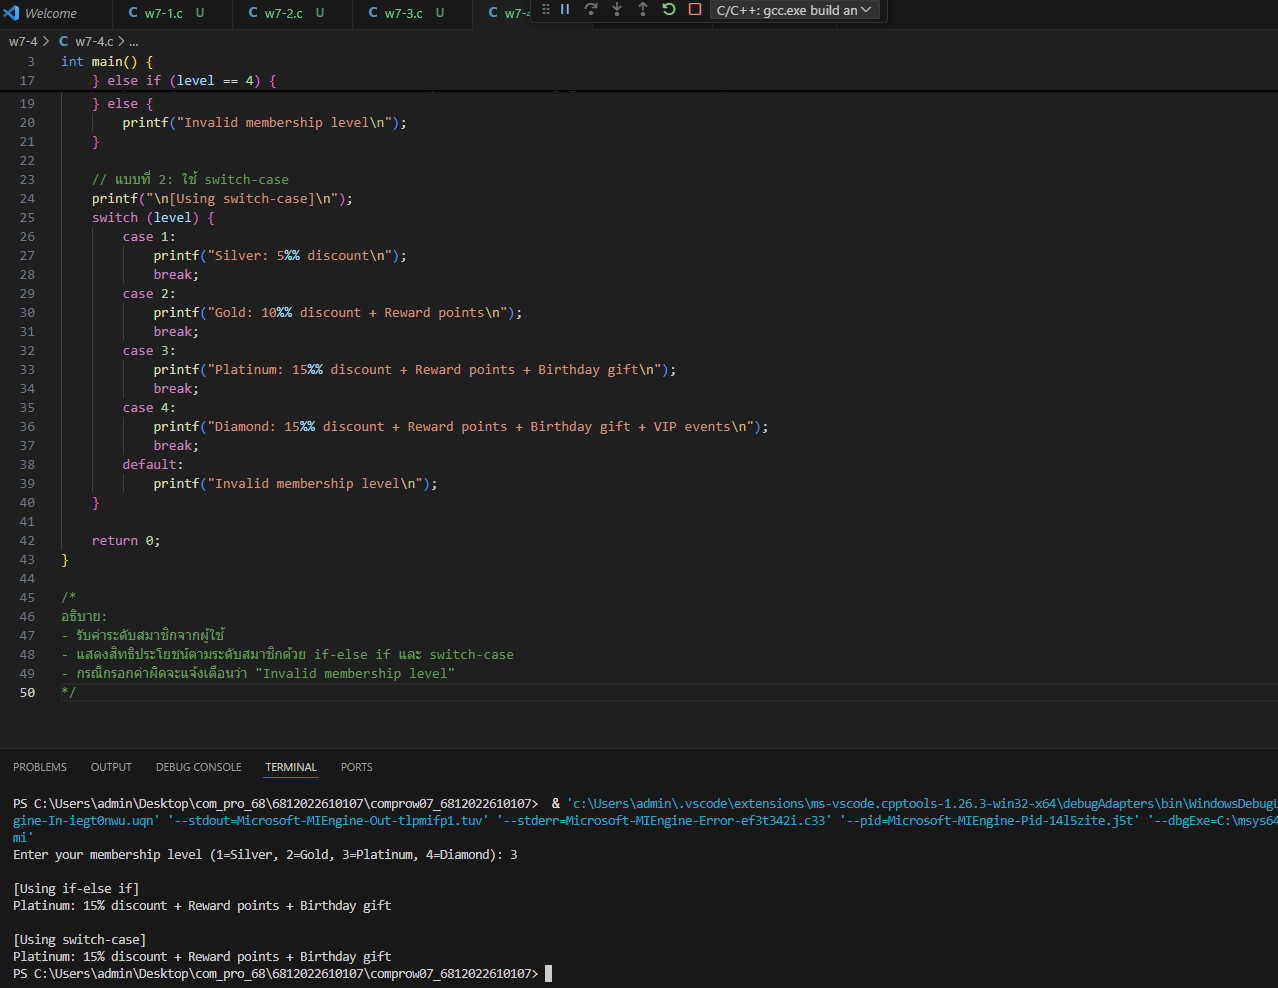 Welcome C w7-1.c U C w7-2.c U C w7-3.c U C w7-4 C/C++: gcc.exe build an
w7-4 > C w7-4.c > ...
3 int main() {
17 } else if (level == 4) {
19 } else {
20 printf("Invalid membership level\n");
21 }
22
23 // แบบที่ 2: ใช้ switch-case
24 printf("\n[Using switch-case]\n");
25 switch (level) {
26 case 1:
27 printf("Silver: 5%% discount\n");
28 break;
29 case 2:
30 printf("Gold: 10%% discount + Reward points\n");
31 break;
32 case 3:
33 printf("Platinum: 15%% discount + Reward points + Birthday gift\n");
34 break;
35 case 4:
36 printf("Diamond: 15%% discount + Reward points + Birthday gift + VIP events\n");
37 break;
38 default:
39 printf("Invalid membership level\n");
40 }
41
42 return 0;
43 }
44
45 /*
46 อธิบาย:
47 - รับค่าระดับสมาชิกจากผู้ใช้
48 - แสดงสิทธิประโยชน์ตามระดับสมาชิกด้วย if-else if และ switch-case
49 - กรณีกรอกค่าผิดจะแจ้งเตือนว่า "Invalid membership level"
50 */
PROBLEMS OUTPUT DEBUG CONSOLE TERMINAL PORTS
PS C:\Users\admin\Desktop\com_pro_68\6812022610107\comprow07_6812022610107> & 'c:\Users\admin\.vscode\extensions\ms-vscode.cpptools-1.26.3-win32-x64\debugAdapters\bin\WindowsDebugL
gine-In-iegt0nwu.uqn' '--stdout=Microsoft-MIEngine-Out-tlpmifp1.tuv' '--stderr=Microsoft-MIEngine-Error-ef3t342i.c33' '--pid=Microsoft-MIEngine-Pid-14l5zite.j5t' '--dbgExe=C:\msys64
mi'
Enter your membership level (1=Silver, 2=Gold, 3=Platinum, 4=Diamond): 3
[Using if-else if]
Platinum: 15% discount + Reward points + Birthday gift
[Using switch-case]
Platinum: 15% discount + Reward points + Birthday gift
PS C:\Users\admin\Desktop\com_pro_68\6812022610107\comprow07_6812022610107>